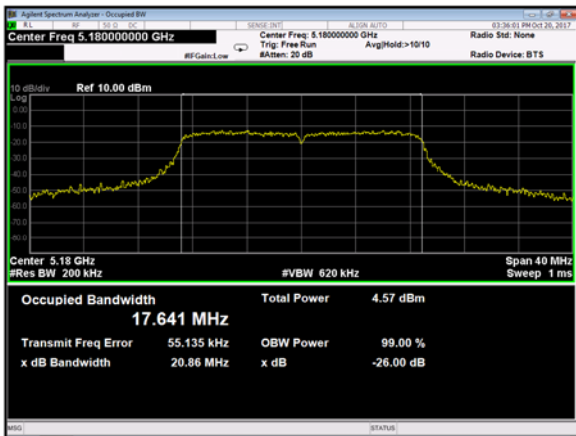 Agilent Spectrum Analyzer - Occupied BW
RL RF 50 Ω DC SENSE:INT ALIGN AUTO 03:36:01 PM Oct 20, 2017
Center Freq 5.180000000 GHz
Center Freq: 5.180000000 GHz
Radio Std: None
Trig: Free Run Avg|Hold:>10/10
#IFGain:Low #Atten: 20 dB Radio Device: BTS
10 dB/div Ref 10.00 dBm
Log
0.00
-10.0
-20.0
-30.0
-40.0
-50.0
-60.0
-70.0
-80.0
Center 5.18 GHz Span 40 MHz
#Res BW 200 kHz #VBW 620 kHz Sweep 1 ms
Occupied Bandwidth Total Power 4.57 dBm
17.641 MHz
Transmit Freq Error 55.135 kHz OBW Power 99.00 %
x dB Bandwidth 20.86 MHz x dB -26.00 dB
MSG STATUS